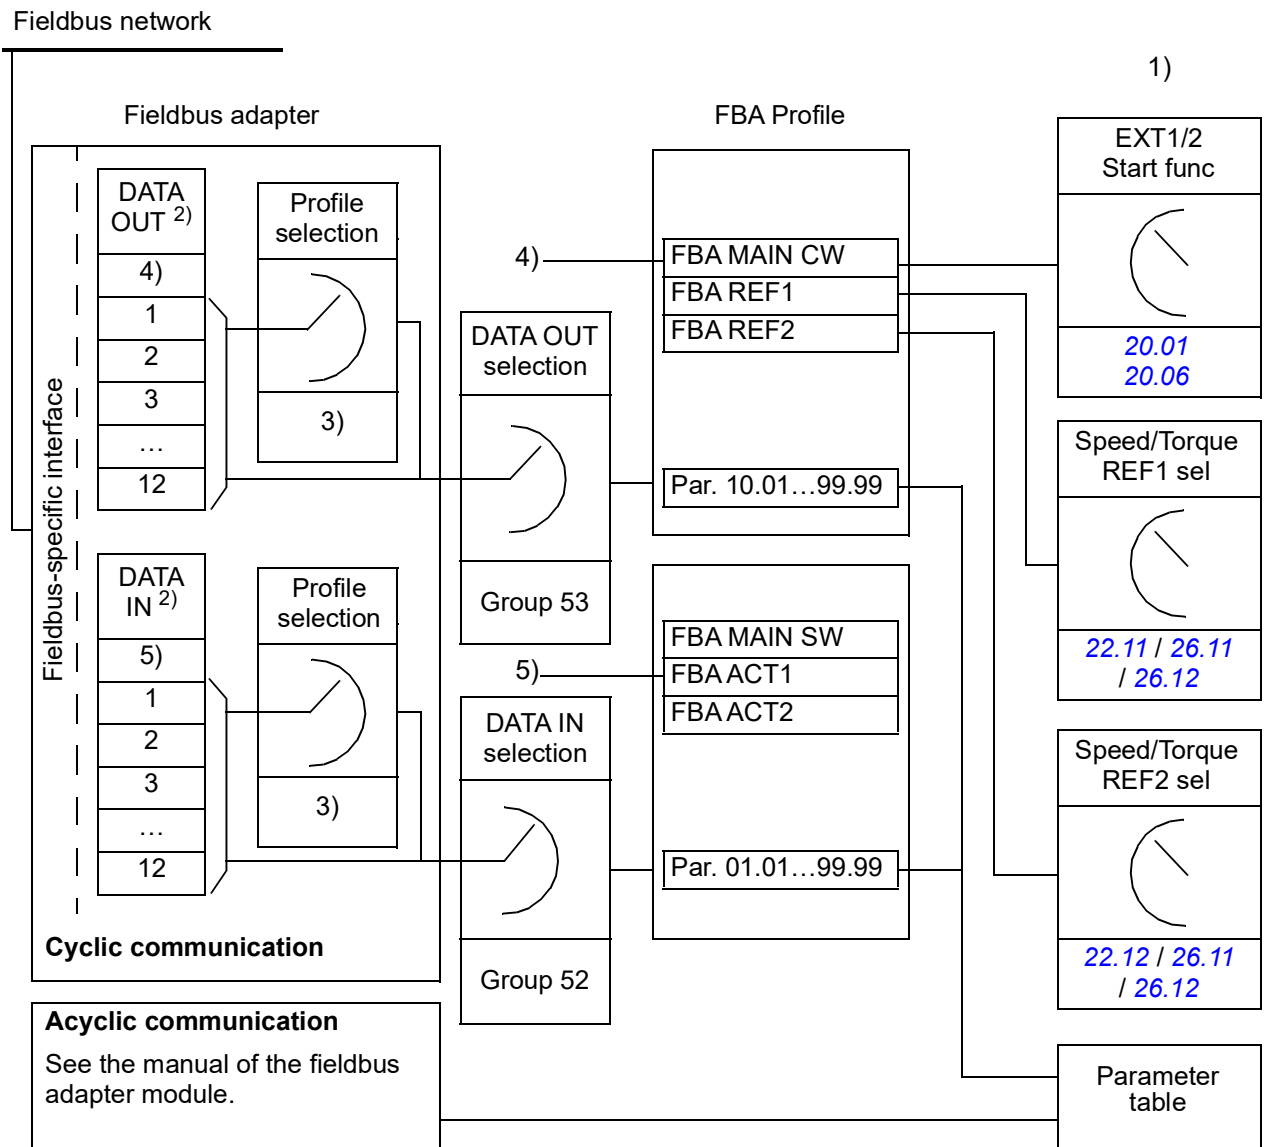 Fieldbus network
1)
Fieldbus adapter
FBA Profile
Fieldbus-specific interface
DATA
OUT 2)
4)
1
2
3
…
12
Profile
selection
3)
DATA
IN 2)
5)
1
2
3
…
12
Profile
selection
3)
Cyclic communication
Acyclic communication
See the manual of the fieldbus
adapter module.
DATA OUT
selection
Group 53
DATA IN
selection
Group 52
4)
FBA MAIN CW
FBA REF1
FBA REF2
Par. 10.01…99.99
5)
FBA MAIN SW
FBA ACT1
FBA ACT2
Par. 01.01…99.99
EXT1/2
Start func
20.01
20.06
Speed/Torque
REF1 sel
22.11 / 26.11
/ 26.12
Speed/Torque
REF2 sel
22.12 / 26.11
/ 26.12
Parameter
table